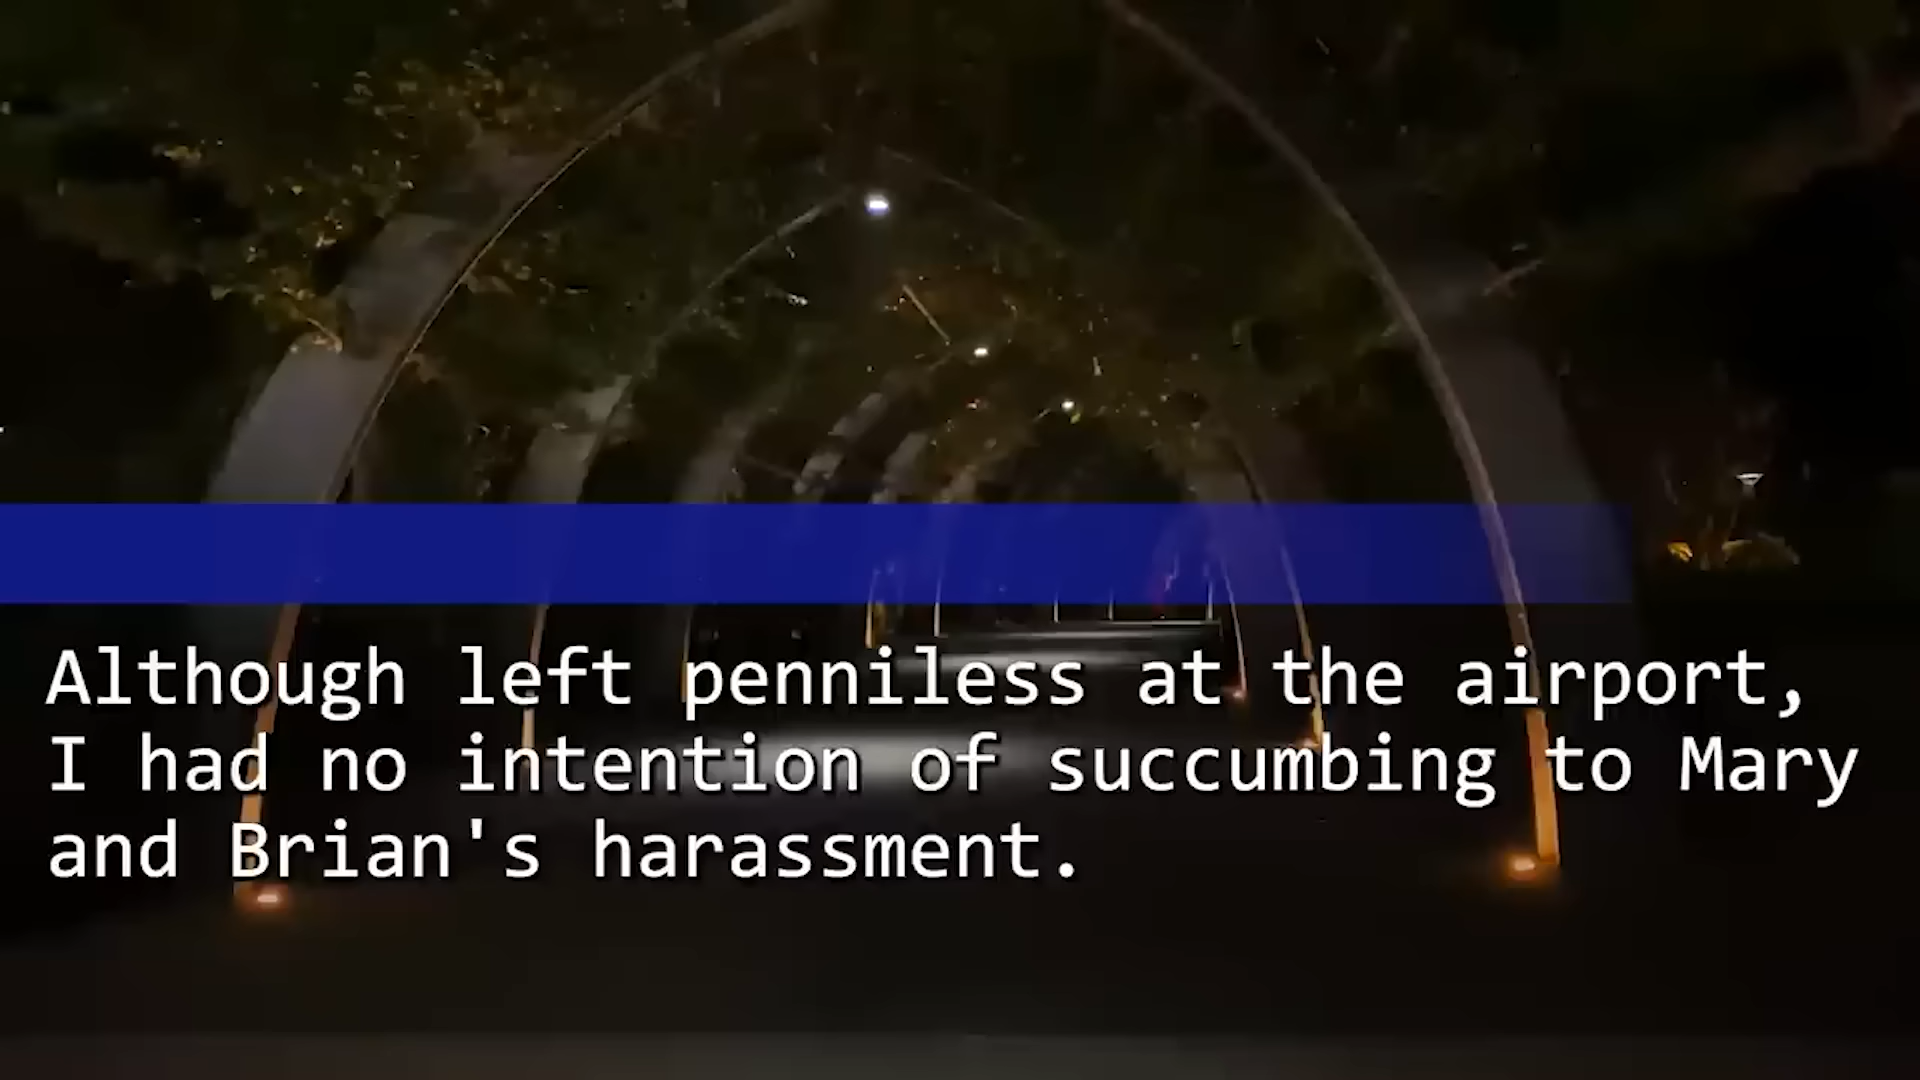 Although left penniless at the airport,
I had no intention of succumbing to Mary
and Brian's harassment.